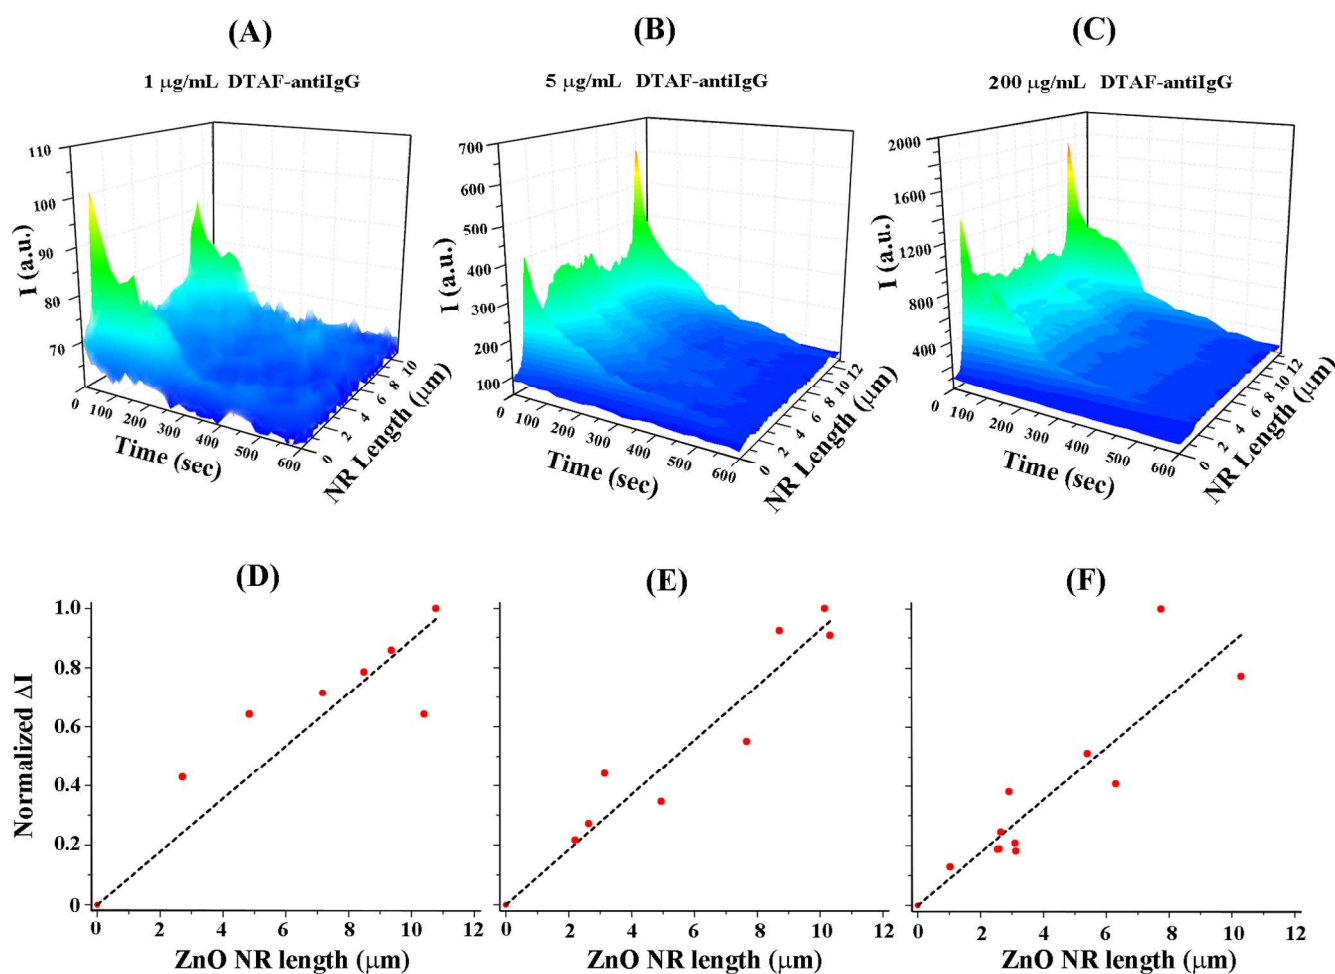 (A)
(B)
(C)
1 μg/mL DTAF-antiIgG
5 μg/mL DTAF-antiIgG
200 μg/mL DTAF-antiIgG
110
100
90
80
70
I (a.u.)
0
100
200
300
400
500
600
Time (sec)
0
2
4
6
8
10
NR Length (μm)
700
600
500
400
300
200
100
I (a.u.)
0
100
200
300
400
500
600
Time (sec)
0
2
4
6
8
10
12
NR Length (μm)
2000
1600
1200
800
400
I (a.u.)
0
100
200
300
400
500
600
Time (sec)
0
2
4
6
8
10
12
NR Length (μm)
(D)
(E)
(F)
Normalized ΔI
1.0
0.8
0.6
0.4
0.2
0
0 2 4 6 8 10 12
ZnO NR length (μm)
0 2 4 6 8 10 12
ZnO NR length (μm)
0 2 4 6 8 10 12
ZnO NR length (μm)